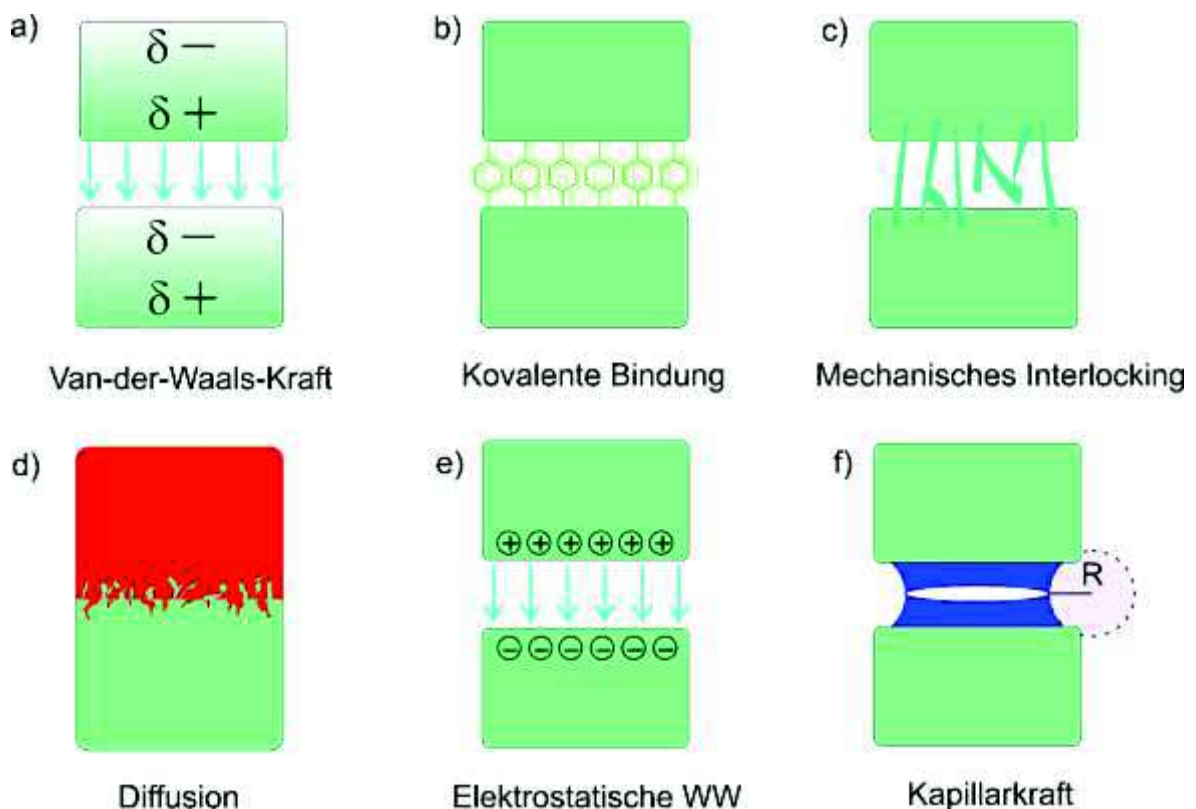 a)
δ −
δ +
δ −
δ +
Van-der-Waals-Kraft
b)
Kovalente Bindung
c)
Mechanisches Interlocking
d)
Diffusion
e)
+ + + + + +
− − − − − −
Elektrostatische WW
f)
R
Kapillarkraft